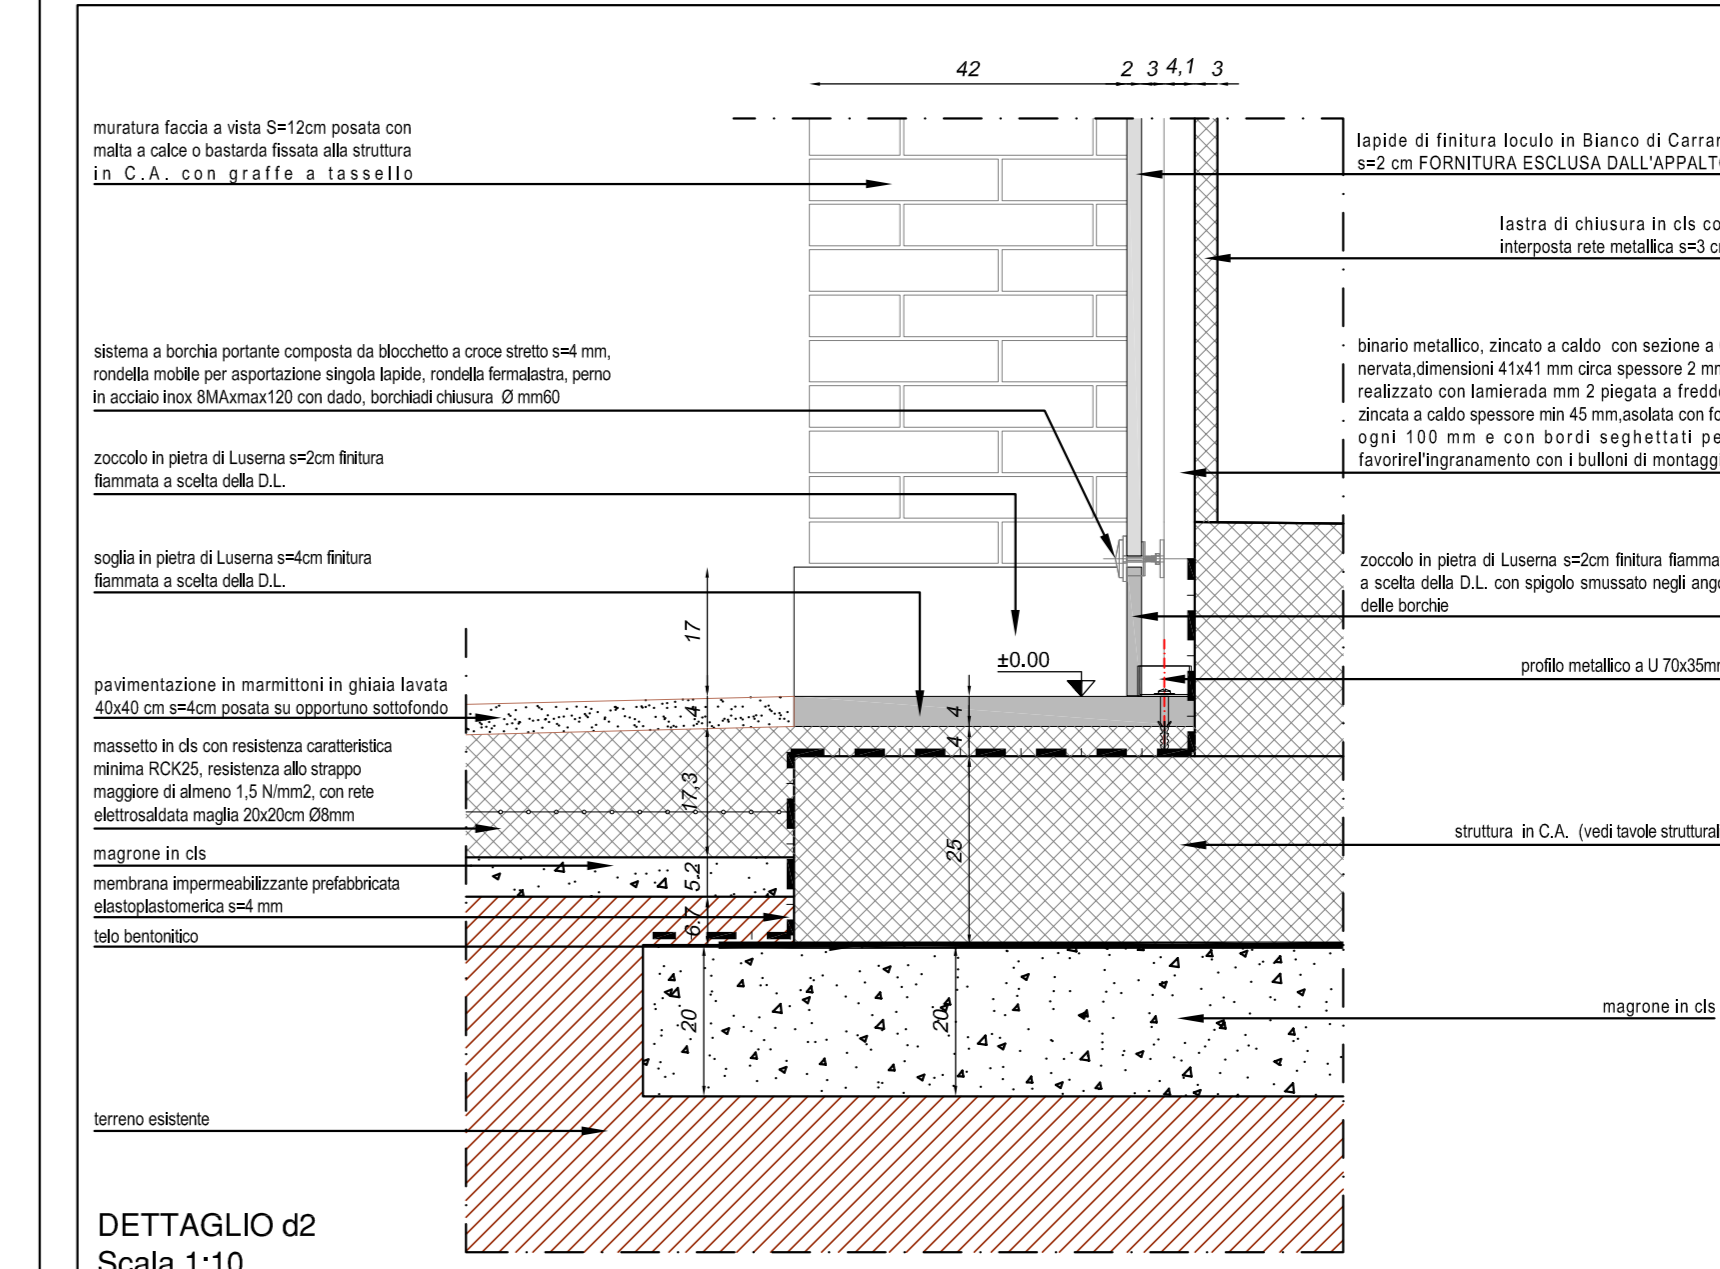 42 2 3 4,1 3
muratura faccia a vista S=12cm posata con
malta a calce o bastarda fissata alla struttura
in C.A. con graffe a tassello
sistema a borchia portante composta da blocchetto a croce stretto s=4 mm,
rondella mobile per asportazione singola lapide, rondella fermalastra, perno
in acciaio inox 8MAxmax120 con dado, borchiadi chiusura Ø mm60
zoccolo in pietra di Luserna s=2cm finitura
fiammata a scelta della D.L.
soglia in pietra di Luserna s=4cm finitura
fiammata a scelta della D.L.
pavimentazione in marmittoni in ghiaia lavata
40x40 cm s=4cm posata su opportuno sottofondo
massetto in cls con resistenza caratteristica
minima RCK25, resistenza allo strappo
maggiore di almeno 1,5 N/mm2, con rete
elettrosaldata maglia 20x20cm Ø8mm
magrone in cls
membrana impermeabilizzante prefabbricata
elastoplastomerica s=4 mm
telo bentonitico
terreno esistente
DETTAGLIO d2
Scala 1:10
17
4
17,3
5.2
6.7
20
±0.00
4
4
25
20
lapide di finitura loculo in Bianco di Carrar
s=2 cm FORNITURA ESCLUSA DALL'APPALT
lastra di chiusura in cls co
interposta rete metallica s=3 c
binario metallico, zincato a caldo con sezione a
nervata,dimensioni 41x41 mm circa spessore 2 mm
realizzato con lamierada mm 2 piegata a fredd
zincata a caldo spessore min 45 mm,asolata con fo
ogni 100 mm e con bordi seghettati pe
favorirel'ingranamento con i bulloni di montagg
zoccolo in pietra di Luserna s=2cm finitura fiamma
a scelta della D.L. con spigolo smussato negli ango
delle borchie
profilo metallico a U 70x35mm
struttura in C.A. (vedi tavole struttural
magrone in cls